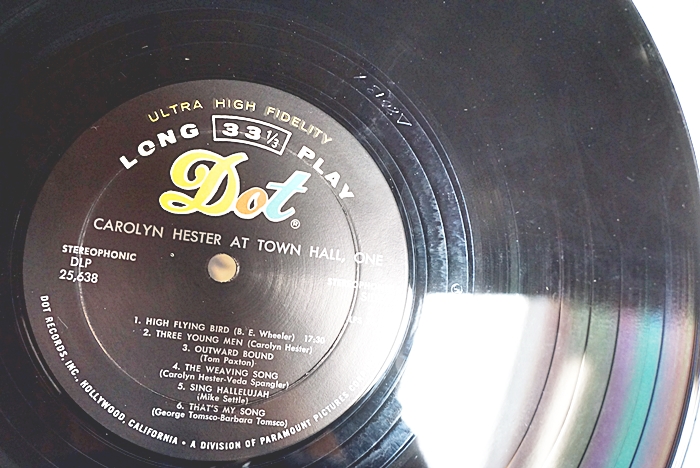 ULTRA HIGH FIDELITY
LONG 33 1/3 PLAY
Dot®
CAROLYN HESTER AT TOWN HALL, ONE
STEREOPHONIC
DLP
25,638
1. HIGH FLYING BIRD (B. E. Wheeler) 17:30
2. THREE YOUNG MEN (Carolyn Hester)
3. OUTWARD BOUND
(Tom Paxton)
4. THE WEAVING SONG
(Carolyn Hester-Veda Spangler)
5. SING HALLELUJAH
(Mike Settle)
6. THAT'S MY SONG
(George Tomsco-Barbara Tomsco)
DOT RECORDS, INC., HOLLYWOOD, CALIFORNIA • A DIVISION OF PARAMOUNT PICTURES